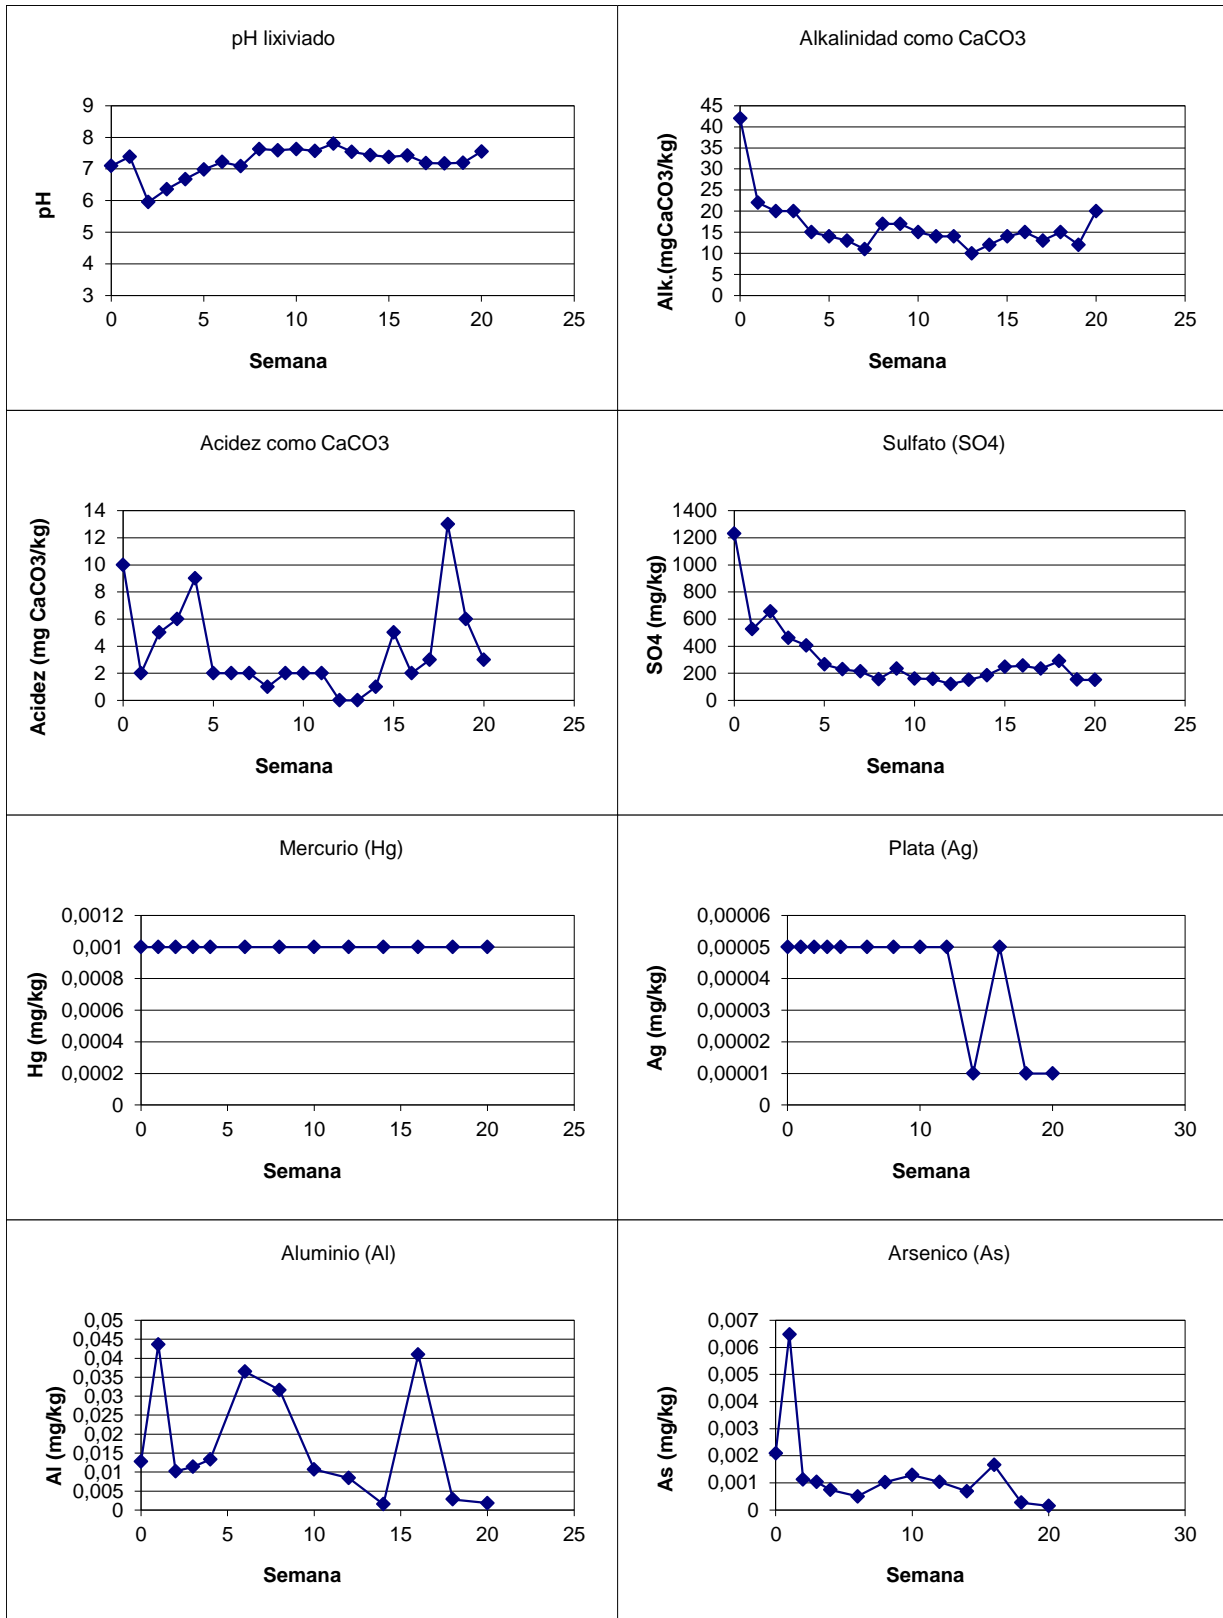 pH lixiviado
9
8
7
6
5
4
3
pH
0 5 10 15 20 25
Semana
Alkalinidad como CaCO3
45
40
35
30
25
20
15
10
5
0
Alk.(mgCaCO3/kg)
0 5 10 15 20 25
Semana
Acidez como CaCO3
14
12
10
8
6
4
2
0
Acidez (mg CaCO3/kg)
0 5 10 15 20 25
Semana
Sulfato (SO4)
1400
1200
1000
800
600
400
200
0
SO4 (mg/kg)
0 5 10 15 20 25
Semana
Mercurio (Hg)
0,0012
0,001
0,0008
0,0006
0,0004
0,0002
0
Hg (mg/kg)
0 5 10 15 20 25
Semana
Plata (Ag)
0,00006
0,00005
0,00004
0,00003
0,00002
0,00001
0
Ag (mg/kg)
0 10 20 30
Semana
Aluminio (Al)
0,05
0,045
0,04
0,035
0,03
0,025
0,02
0,015
0,01
0,005
0
Al (mg/kg)
0 5 10 15 20 25
Semana
Arsenico (As)
0,007
0,006
0,005
0,004
0,003
0,002
0,001
0
As (mg/kg)
0 10 20 30
Semana